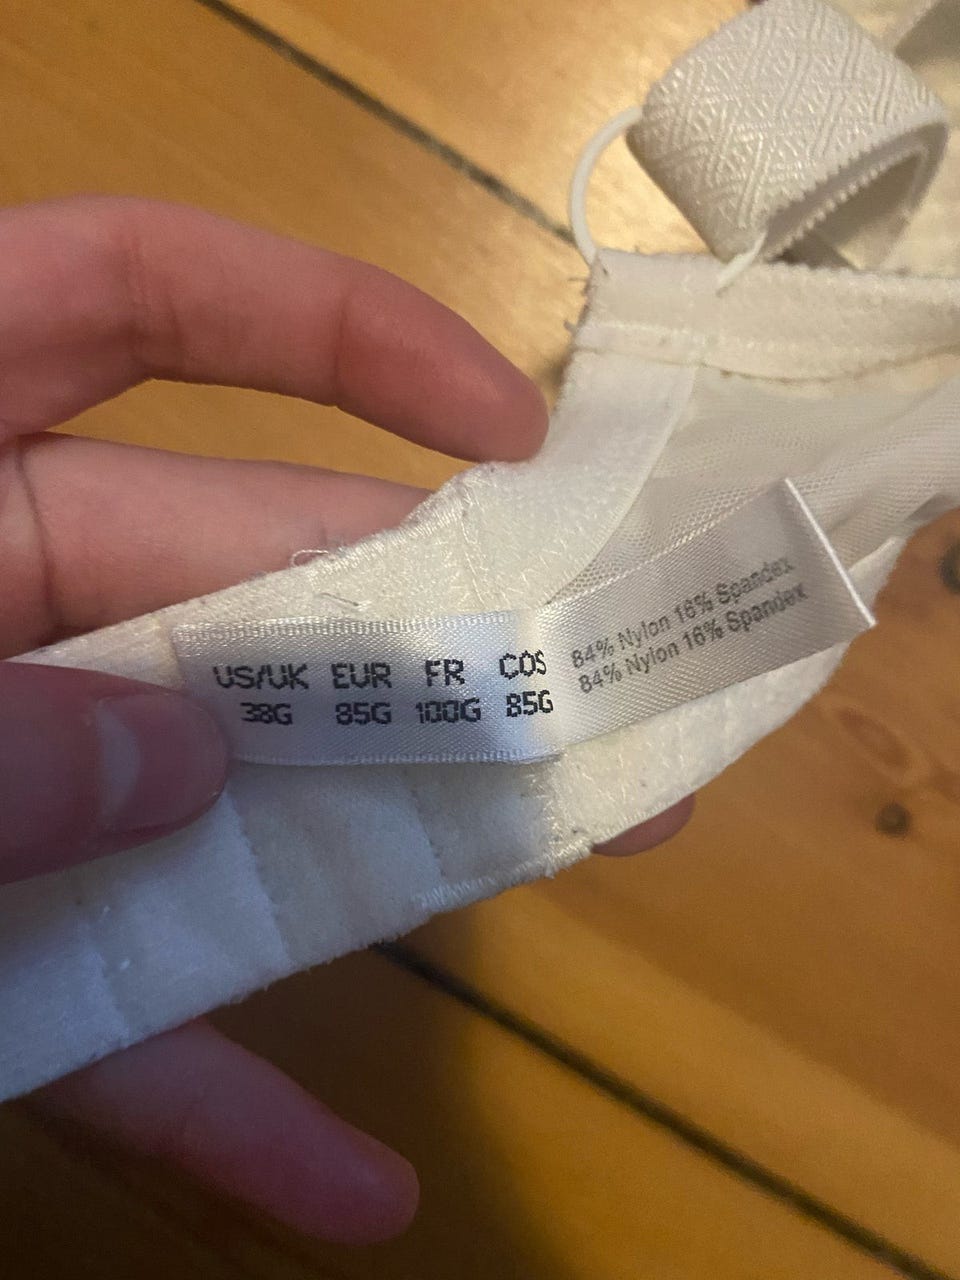 US/UK EUR FR COS
38G 85G 100G 85G
84% Nylon 16% Spandex
84% Nylon 16% Spandex